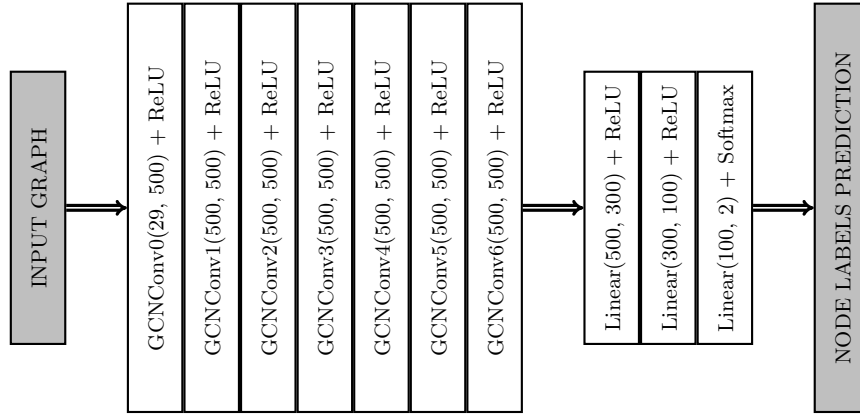 INPUT GRAPH
GCNConv0(29, 500) + ReLU
GCNConv1(500, 500) + ReLU
GCNConv2(500, 500) + ReLU
GCNConv3(500, 500) + ReLU
GCNConv4(500, 500) + ReLU
GCNConv5(500, 500) + ReLU
GCNConv6(500, 500) + ReLU
Linear(500, 300) + ReLU
Linear(300, 100) + ReLU
Linear(100, 2) + Softmax
NODE LABELS PREDICTION